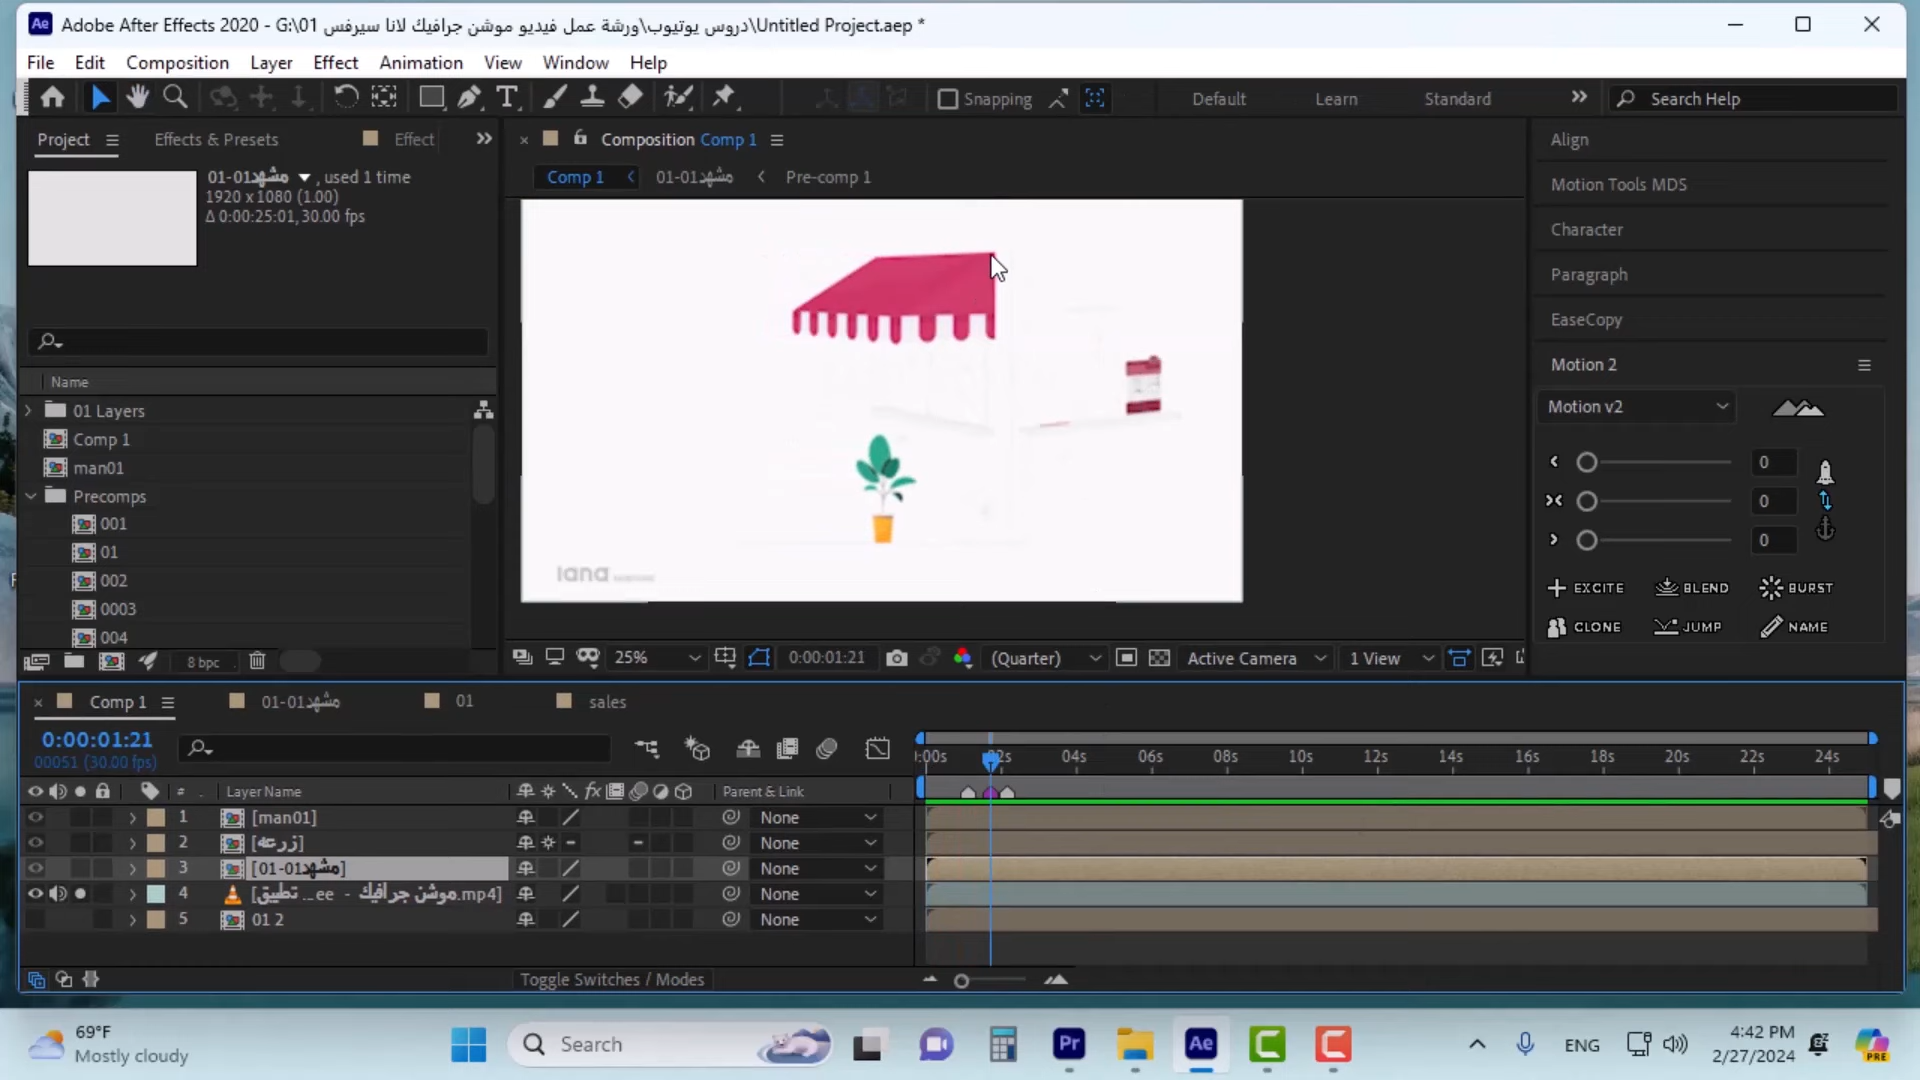 Adobe After Effects 2020 - G:\01 دروس يوتيوب\ورشة عمل فيديو موشن جرافيك لانا سيرفس\Untitled Project.aep *
File Edit Composition Layer Effect Animation View Window Help
Snapping Default Learn Standard Search Help
Project Effects & Presets Effect
Composition Comp 1
01-01مشهد , used 1 time
1920 x 1080 (1.00)
Δ 0:00:25:01, 30.00 fps
Comp 1 01-01مشهد Pre-comp 1
Name
01 Layers
Comp 1
man01
Precomps
001
01
002
0003
004
8 bpc
lana
25% 0:00:01:21 (Quarter) Active Camera 1 View
Align
Motion Tools MDS
Character
Paragraph
EaseCopy
Motion 2
Motion v2
0
0
0
EXCITE BLEND BURST
CLONE JUMP NAME
Comp 1 01-01مشهد 01 sales
0:00:01:21
00051 (30.00 fps)
:00s 02s 04s 06s 08s 10s 12s 14s 16s 18s 20s 22s 24s
# . Layer Name fx Parent & Link
1 [man01] None
2 [زرعه] None
3 [01-01مشهد] None
4 [موشن جرافيك - ee ... تطبيق.mp4] None
5 01 2 None
Toggle Switches / Modes
69°F
Mostly cloudy
Search
Pr
Ae
ENG
4:42 PM
2/27/2024
PRE